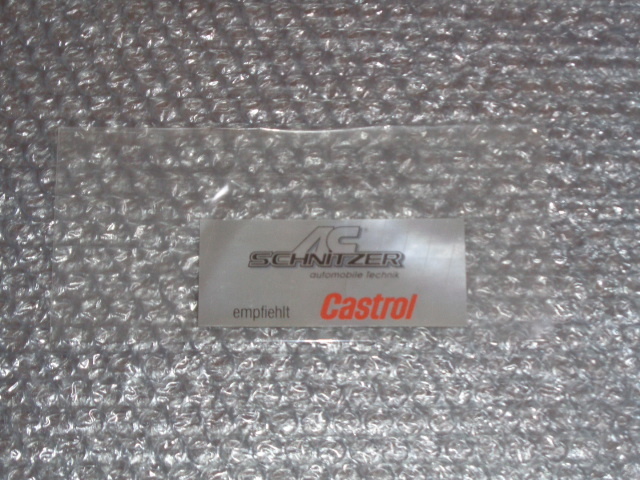 AC
SCHNITZER
automobile Technik
empfiehlt Castrol